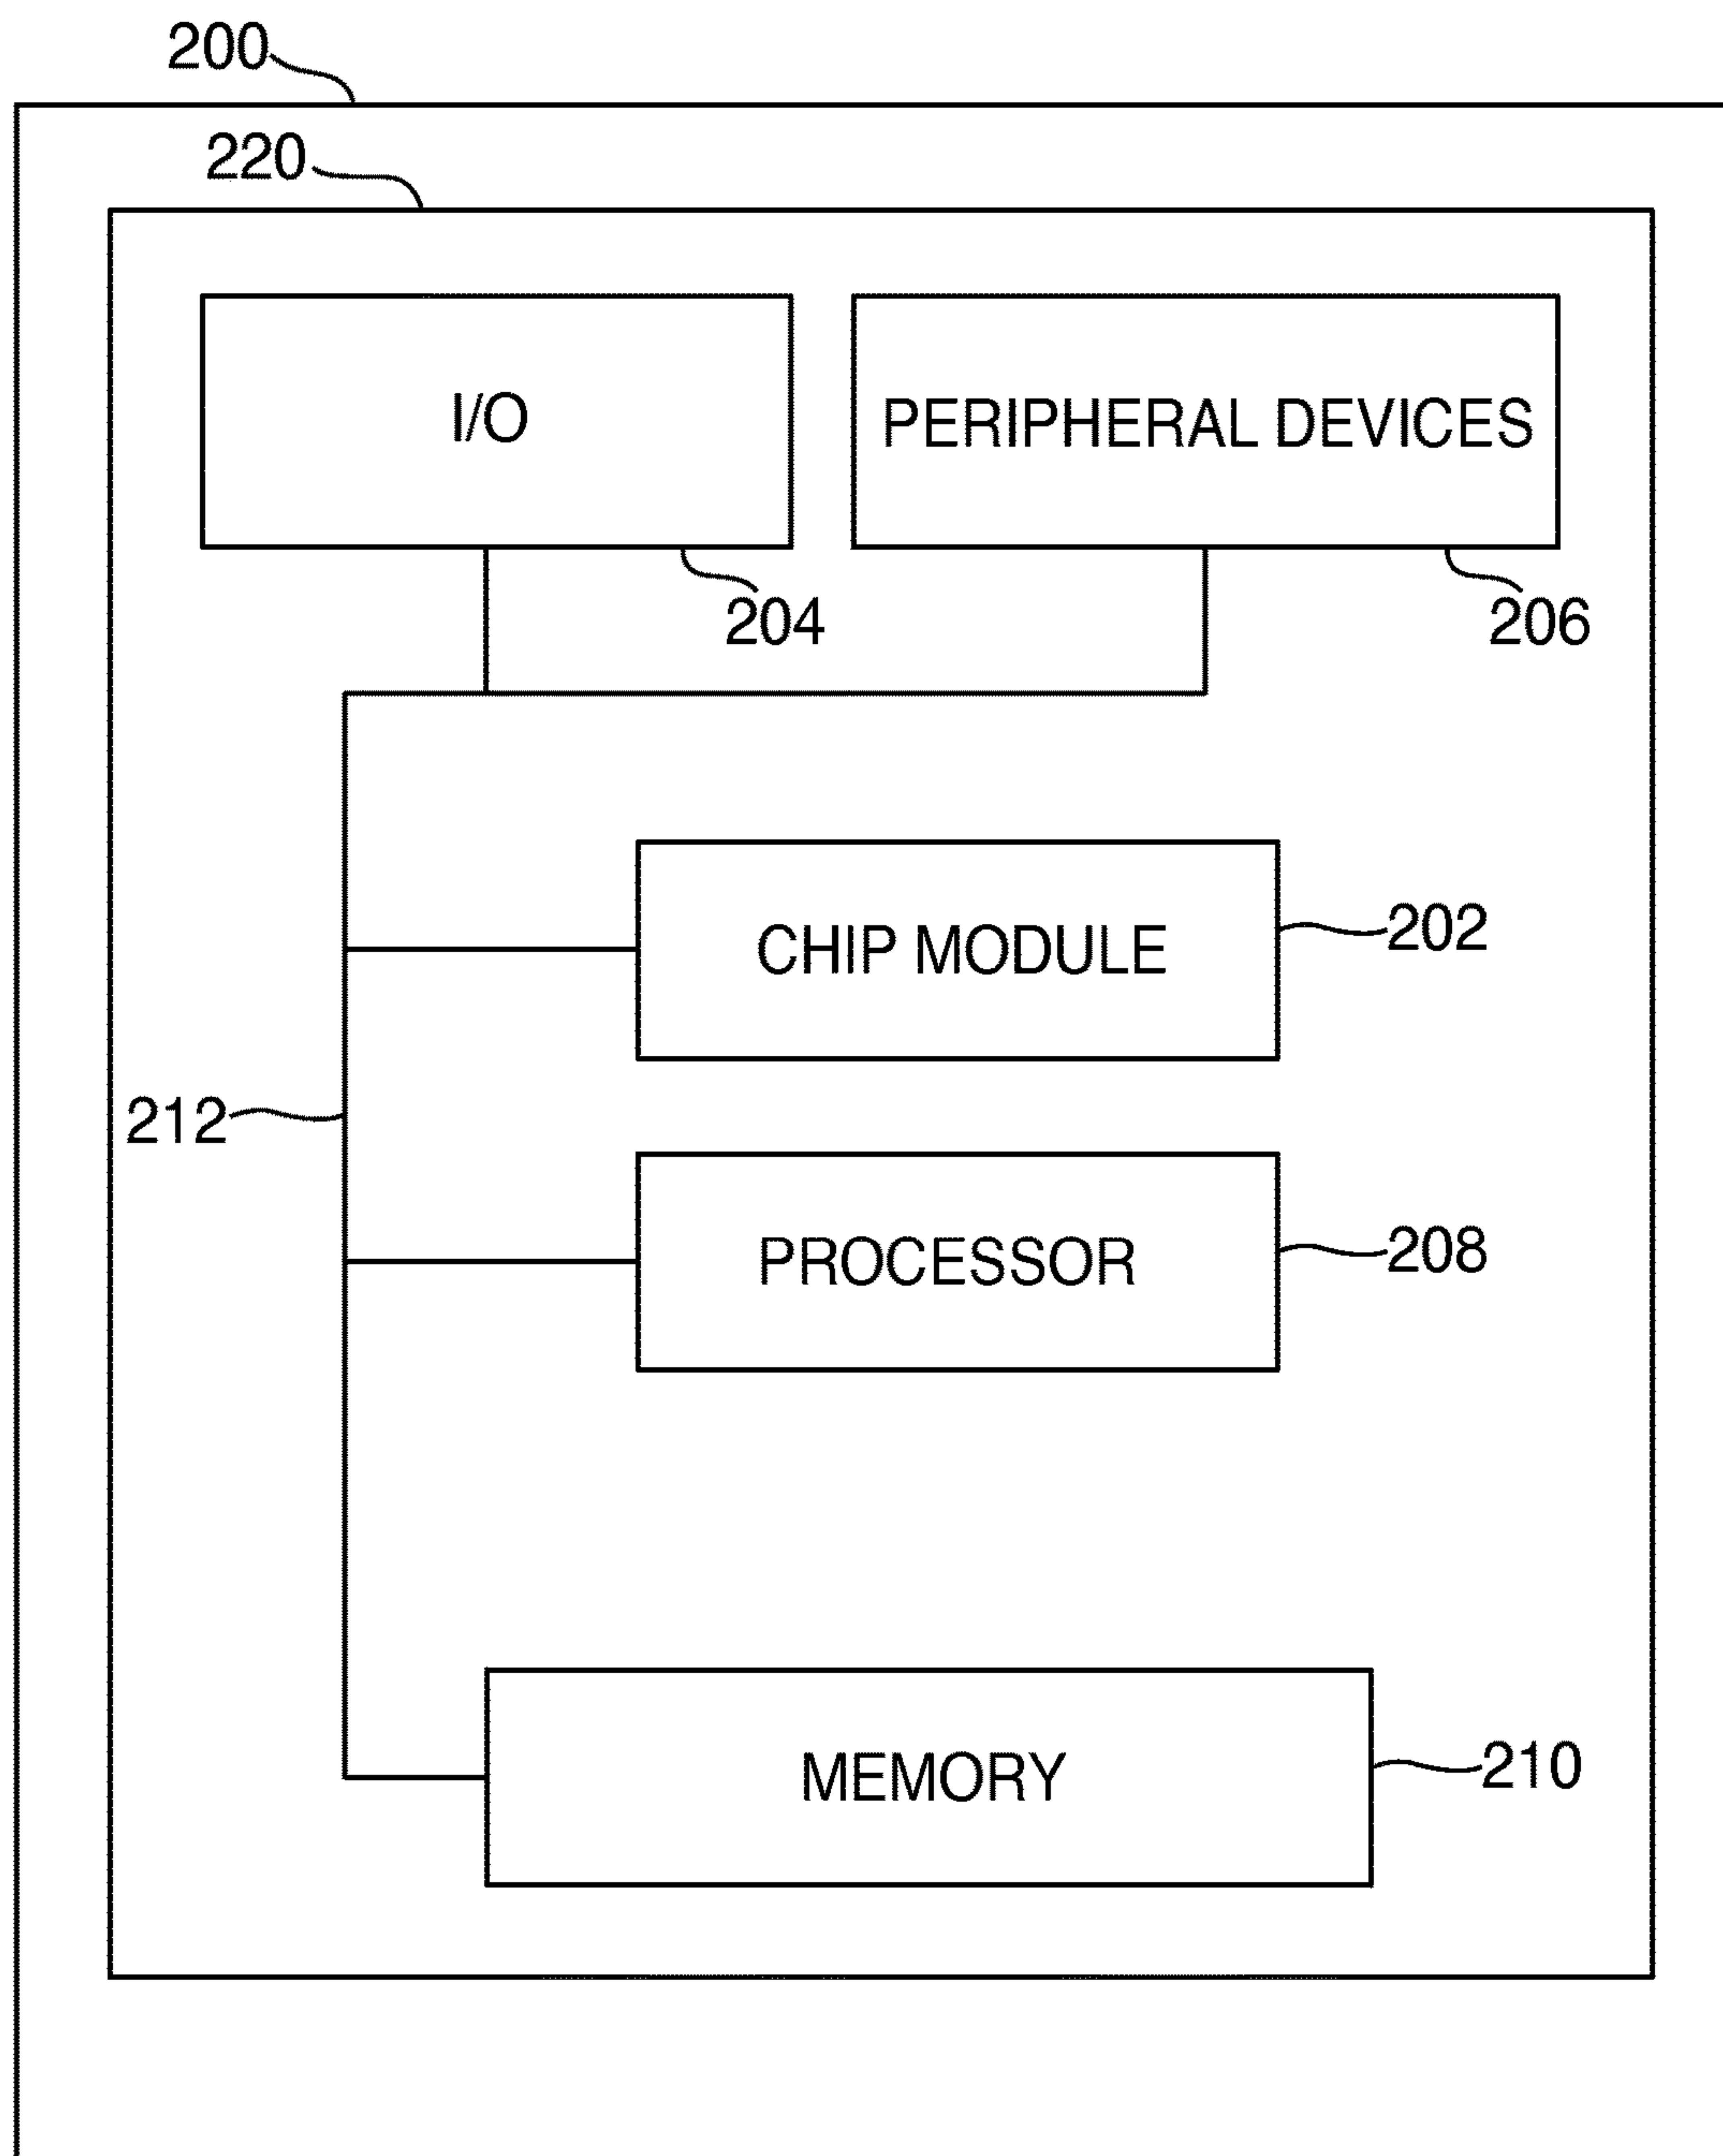 200
220
I/O
PERIPHERAL DEVICES
204
206
CHIP MODULE
202
212
PROCESSOR
208
MEMORY
210